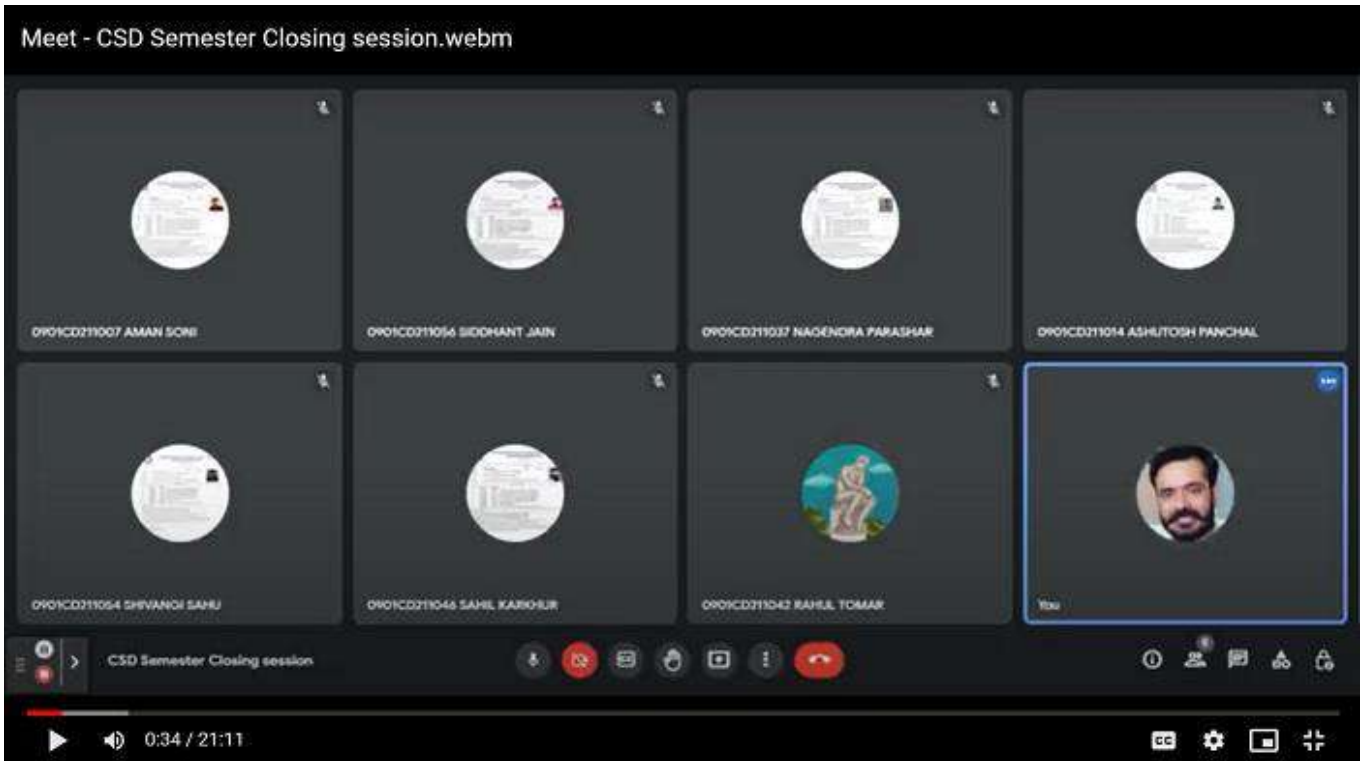 Meet - CSD Semester Closing session.webm
0901CD211007 AMAN SONI
0901CD211056 SIDDHANT JAIN
0901CD211037 NAGENDRA PARASHAR
0901CD211014 ASHUTOSH PANCHAL
0901CD211054 SHIVANGI SAHU
0901CD211046 SAHIL KARKHUR
0901CD211042 RAHUL TOMAR
You
CSD Semester Closing session
0:34 / 21:11
CC